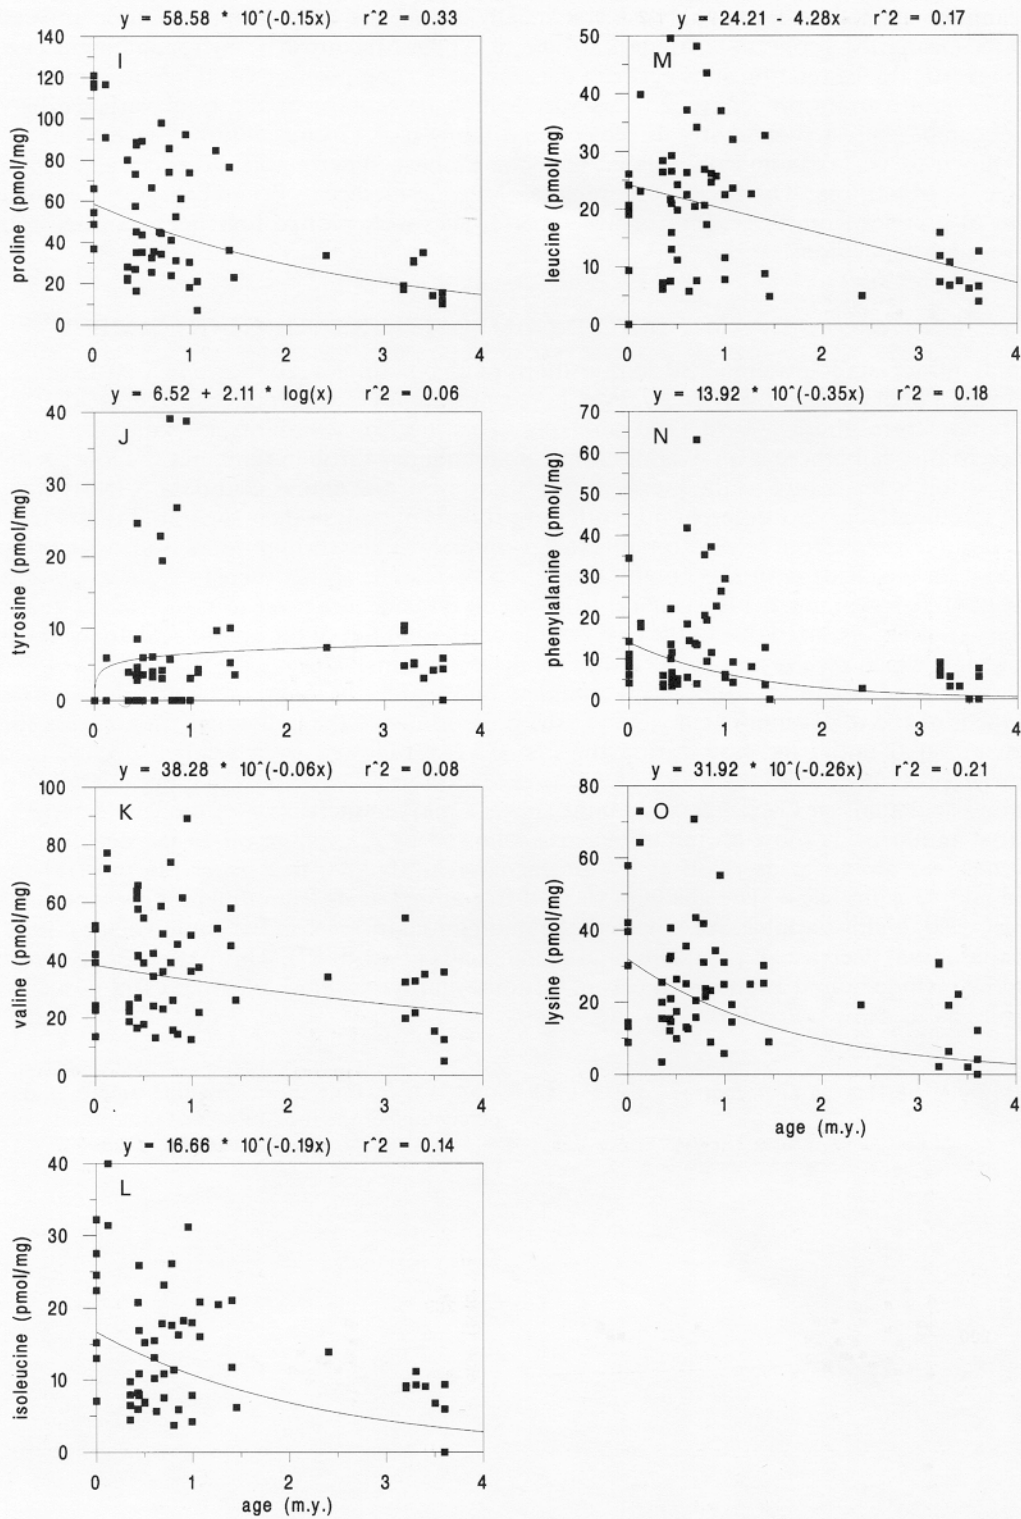 y = 58.58 * 10^(-0.15x) r^2 = 0.33
I
proline (pmol/mg)
140
120
100
80
60
40
20
0
0 1 2 3 4
y = 24.21 - 4.28x r^2 = 0.17
M
leucine (pmol/mg)
50
40
30
20
10
0
0 1 2 3 4
y = 6.52 + 2.11 * log(x) r^2 = 0.06
J
tyrosine (pmol/mg)
40
30
20
10
0
0 1 2 3 4
y = 13.92 * 10^(-0.35x) r^2 = 0.18
N
phenylalanine (pmol/mg)
70
60
50
40
30
20
10
0
0 1 2 3 4
y = 38.28 * 10^(-0.06x) r^2 = 0.08
K
valine (pmol/mg)
100
80
60
40
20
0
0 1 2 3 4
y = 31.92 * 10^(-0.26x) r^2 = 0.21
O
lysine (pmol/mg)
80
60
40
20
0
0 1 2 3 4
age (m.y.)
y = 16.66 * 10^(-0.19x) r^2 = 0.14
L
isoleucine (pmol/mg)
40
30
20
10
0
0 1 2 3 4
age (m.y.)